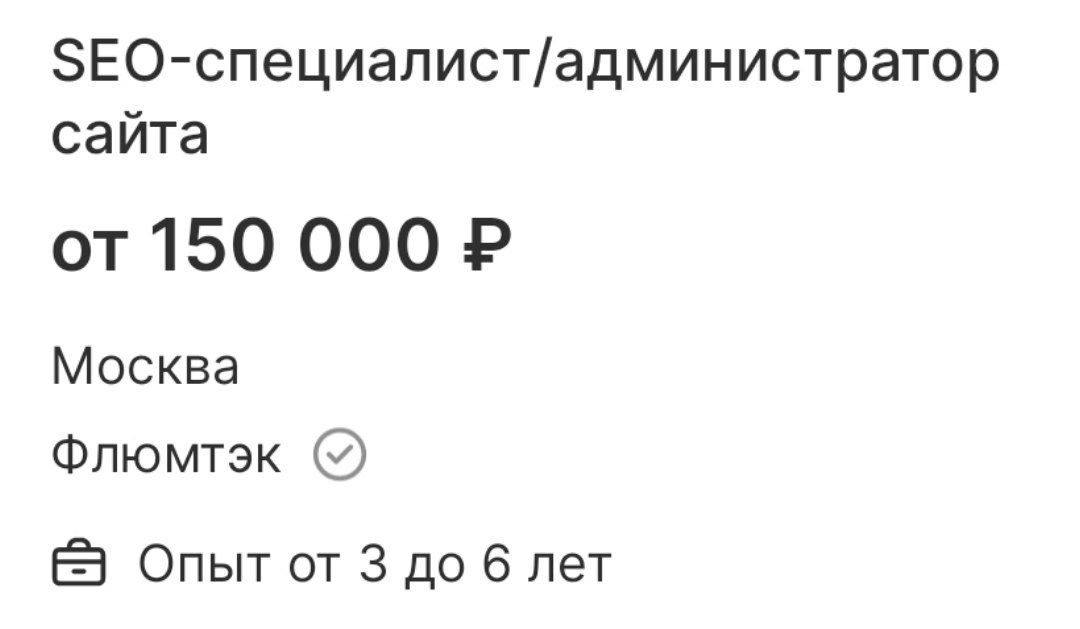 SEO-специалист/администратор
сайта
от 150 000 ₽
Москва
Флюмтэк
Опыт от 3 до 6 лет